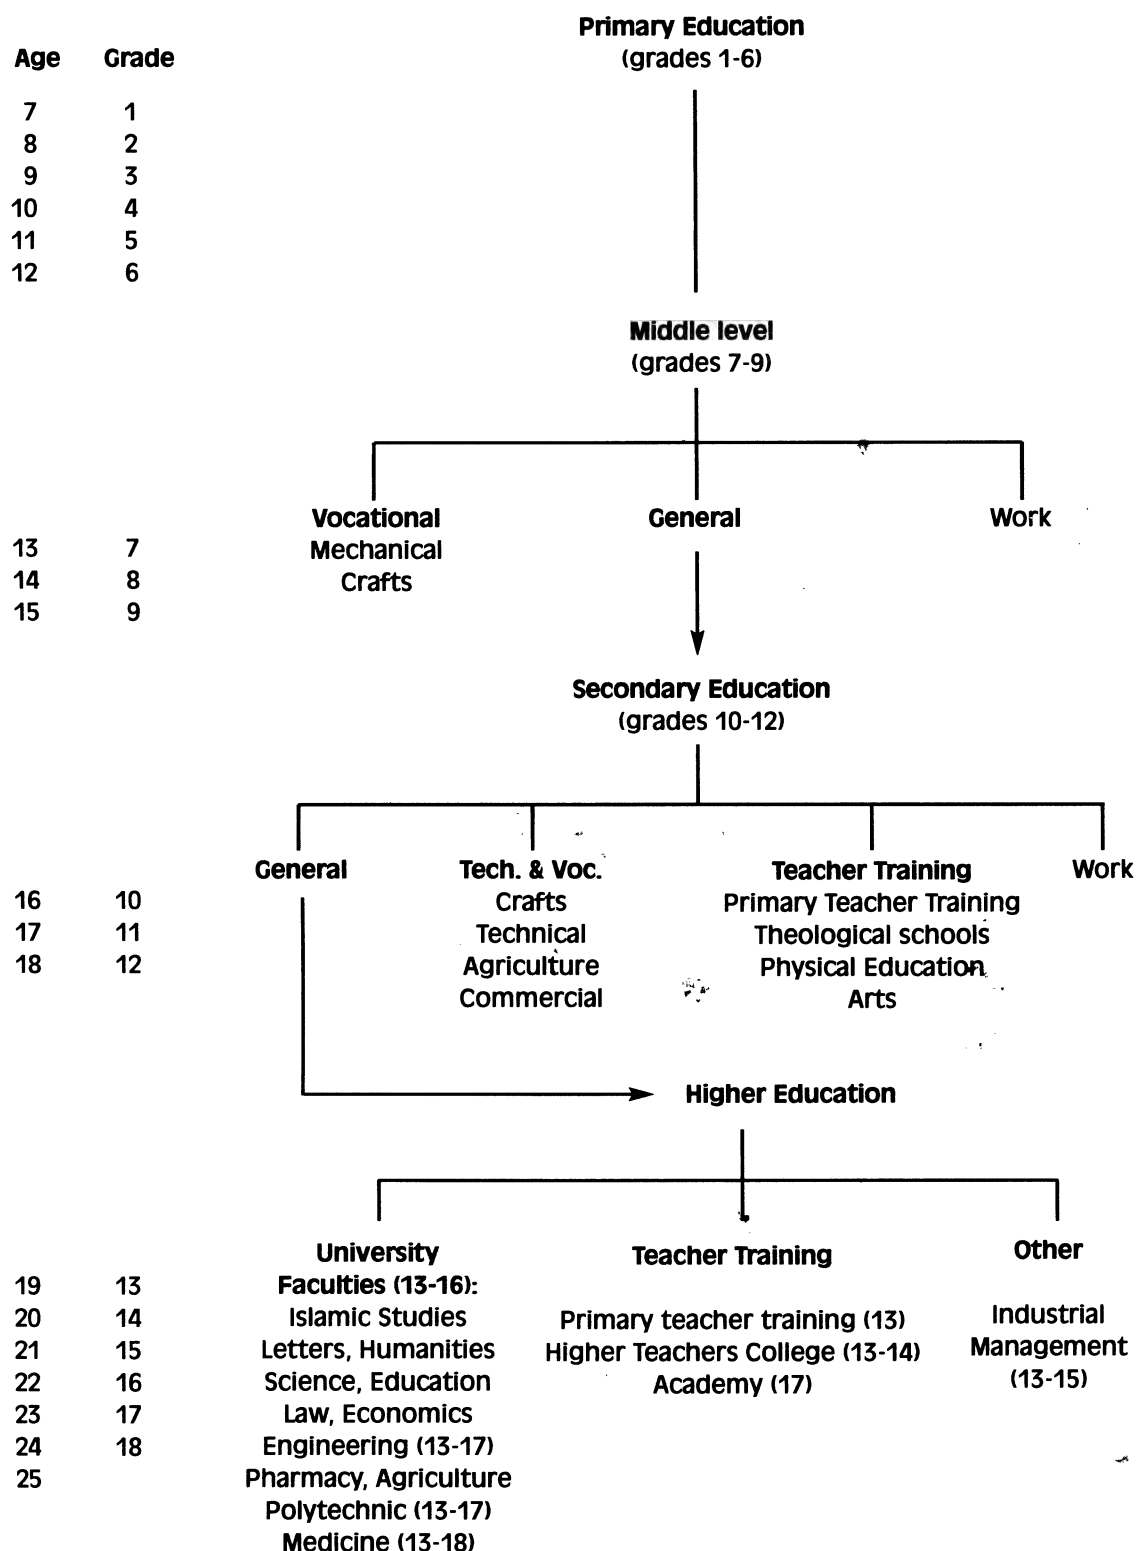 Primary Education
Age Grade (grades 1-6)
7 1
8 2
9 3
10 4
11 5
12 6
Middle level
(grades 7-9)
Vocational General Work
13 7 Mechanical
14 8 Crafts
15 9
Secondary Education
(grades 10-12)
General Tech. & Voc. Teacher Training Work
16 10 Crafts Primary Teacher Training
17 11 Technical Theological schools
18 12 Agriculture Physical Education
Commercial Arts
Higher Education
University Teacher Training Other
19 13 Faculties (13-16):
20 14 Islamic Studies Primary teacher training (13) Industrial
21 15 Letters, Humanities Higher Teachers College (13-14) Management
22 16 Science, Education Academy (17) (13-15)
23 17 Law, Economics
24 18 Engineering (13-17)
25 Pharmacy, Agriculture
Polytechnic (13-17)
Medicine (13-18)